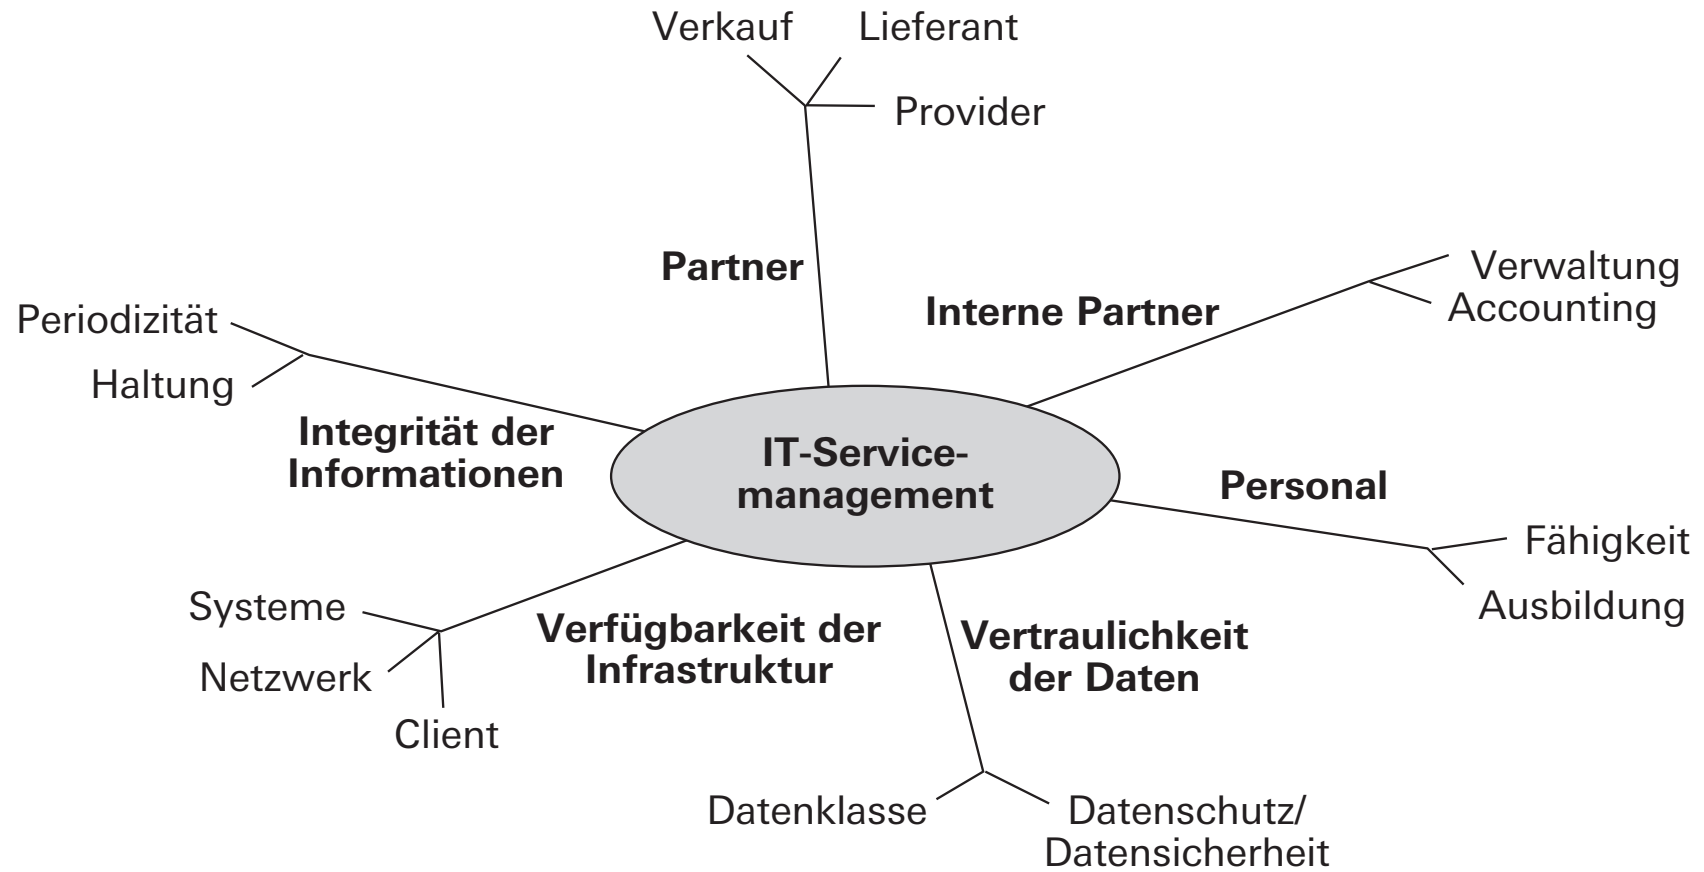 Verkauf
Lieferant
Provider
Partner
Interne Partner
Verwaltung
Accounting
Periodizität
Haltung
Integrität der
Informationen
IT-Service-
management
Personal
Fähigkeit
Ausbildung
Systeme
Netzwerk
Client
Verfügbarkeit der
Infrastruktur
Vertraulichkeit
der Daten
Datenklasse
Datenschutz/
Datensicherheit